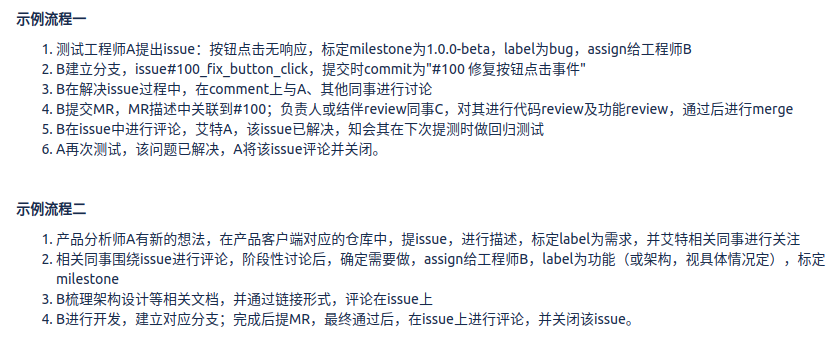 示例流程一
1. 测试工程师A提出issue：按钮点击无响应，标定milestone为1.0.0-beta，label为bug，assign给工程师B
2. B建立分支，issue#100_fix_button_click，提交时commit为"#100 修复按钮点击事件"
3. B在解决issue过程中，在comment上与A、其他同事进行讨论
4. B提交MR，MR描述中关联到#100；负责人或结伴review同事C，对其进行代码review及功能review，通过后进行merge
5. B在issue中进行评论，艾特A，该issue已解决，知会其在下次提测时做回归测试
6. A再次测试，该问题已解决，A将该issue评论并关闭。
示例流程二
1. 产品分析师A有新的想法，在产品客户端对应的仓库中，提issue，进行描述，标定label为需求，并艾特相关同事进行关注
2. 相关同事围绕issue进行评论，阶段性讨论后，确定需要做，assign给工程师B，label为功能（或架构，视具体情况定），标定
milestone
3. B梳理架构设计等相关文档，并通过链接形式，评论在issue上
4. B进行开发，建立对应分支；完成后提MR，最终通过后，在issue上进行评论，并关闭该issue。